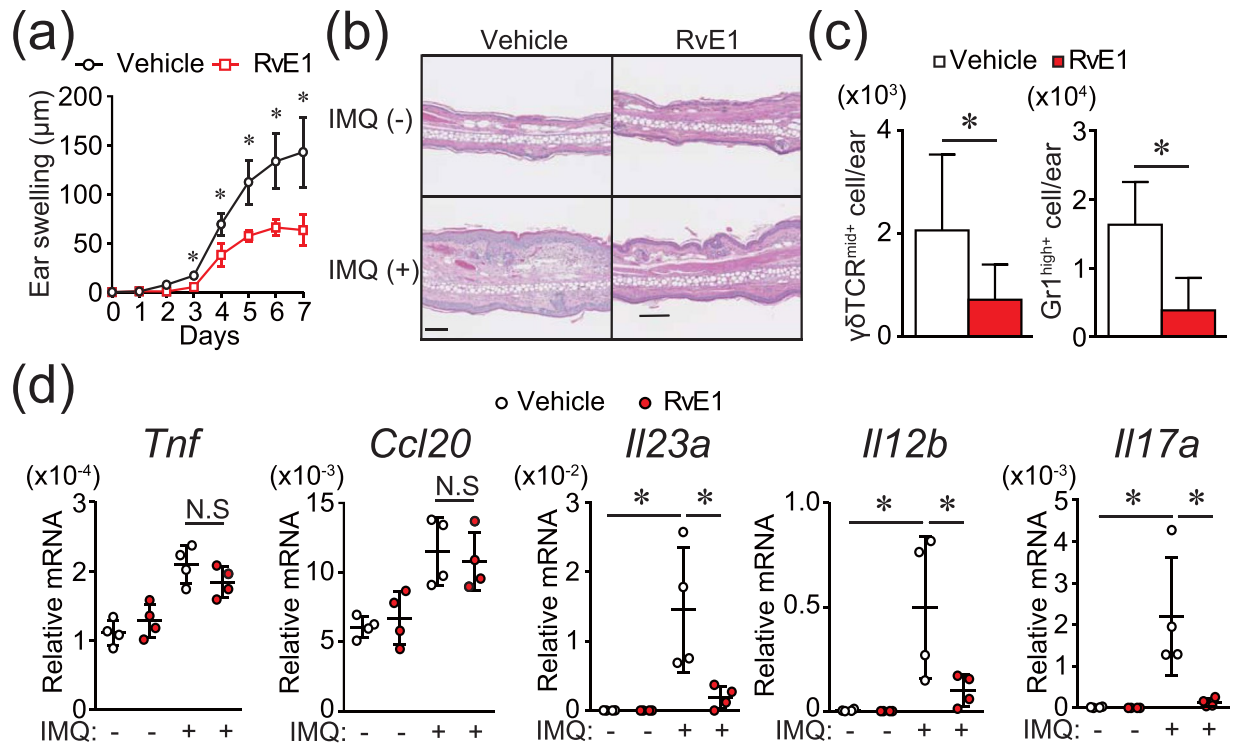 (a)
Vehicle RvE1
Ear swelling (μm)
200
150
100
50
0
* * * * *
0 1 2 3 4 5 6 7
Days
(b)
Vehicle RvE1
IMQ (-)
IMQ (+)
(c)
Vehicle RvE1
(x10³)
γδTCRmid+ cell/ear
4
2
0
*
(x10⁴)
Gr1high+ cell/ear
3
2
1
0
*
(d)
Vehicle RvE1
Tnf
(x10-4)
Relative mRNA
3
2
1
0
N.S
IMQ: - - + +
Ccl20
(x10-3)
Relative mRNA
15
10
5
0
N.S
- - + +
Il23a
(x10-2)
Relative mRNA
3
2
1
0
* *
IMQ: - - + +
Il12b
Relative mRNA
1.0
0.5
0.0
* *
- - + +
Il17a
(x10-3)
Relative mRNA
5
4
3
2
1
0
* *
IMQ: - - + +